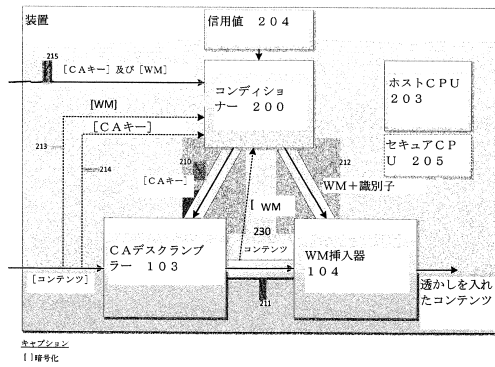 装置
信用値 204
215
[CAキー]及び[WM]
コンディショ
ナー 200
ホストCPU
203
[WM]
[CAキー]
セキュアCP
U 205
213
214
210
[CAキー]
212
WM+識別子
[ WM
230
コンテンツ
CAデスクランブ
ラー 103
WM挿入器
104
[コンテンツ]
211
透かしを入れ
たコンテンツ
キャプション
[ ]暗号化